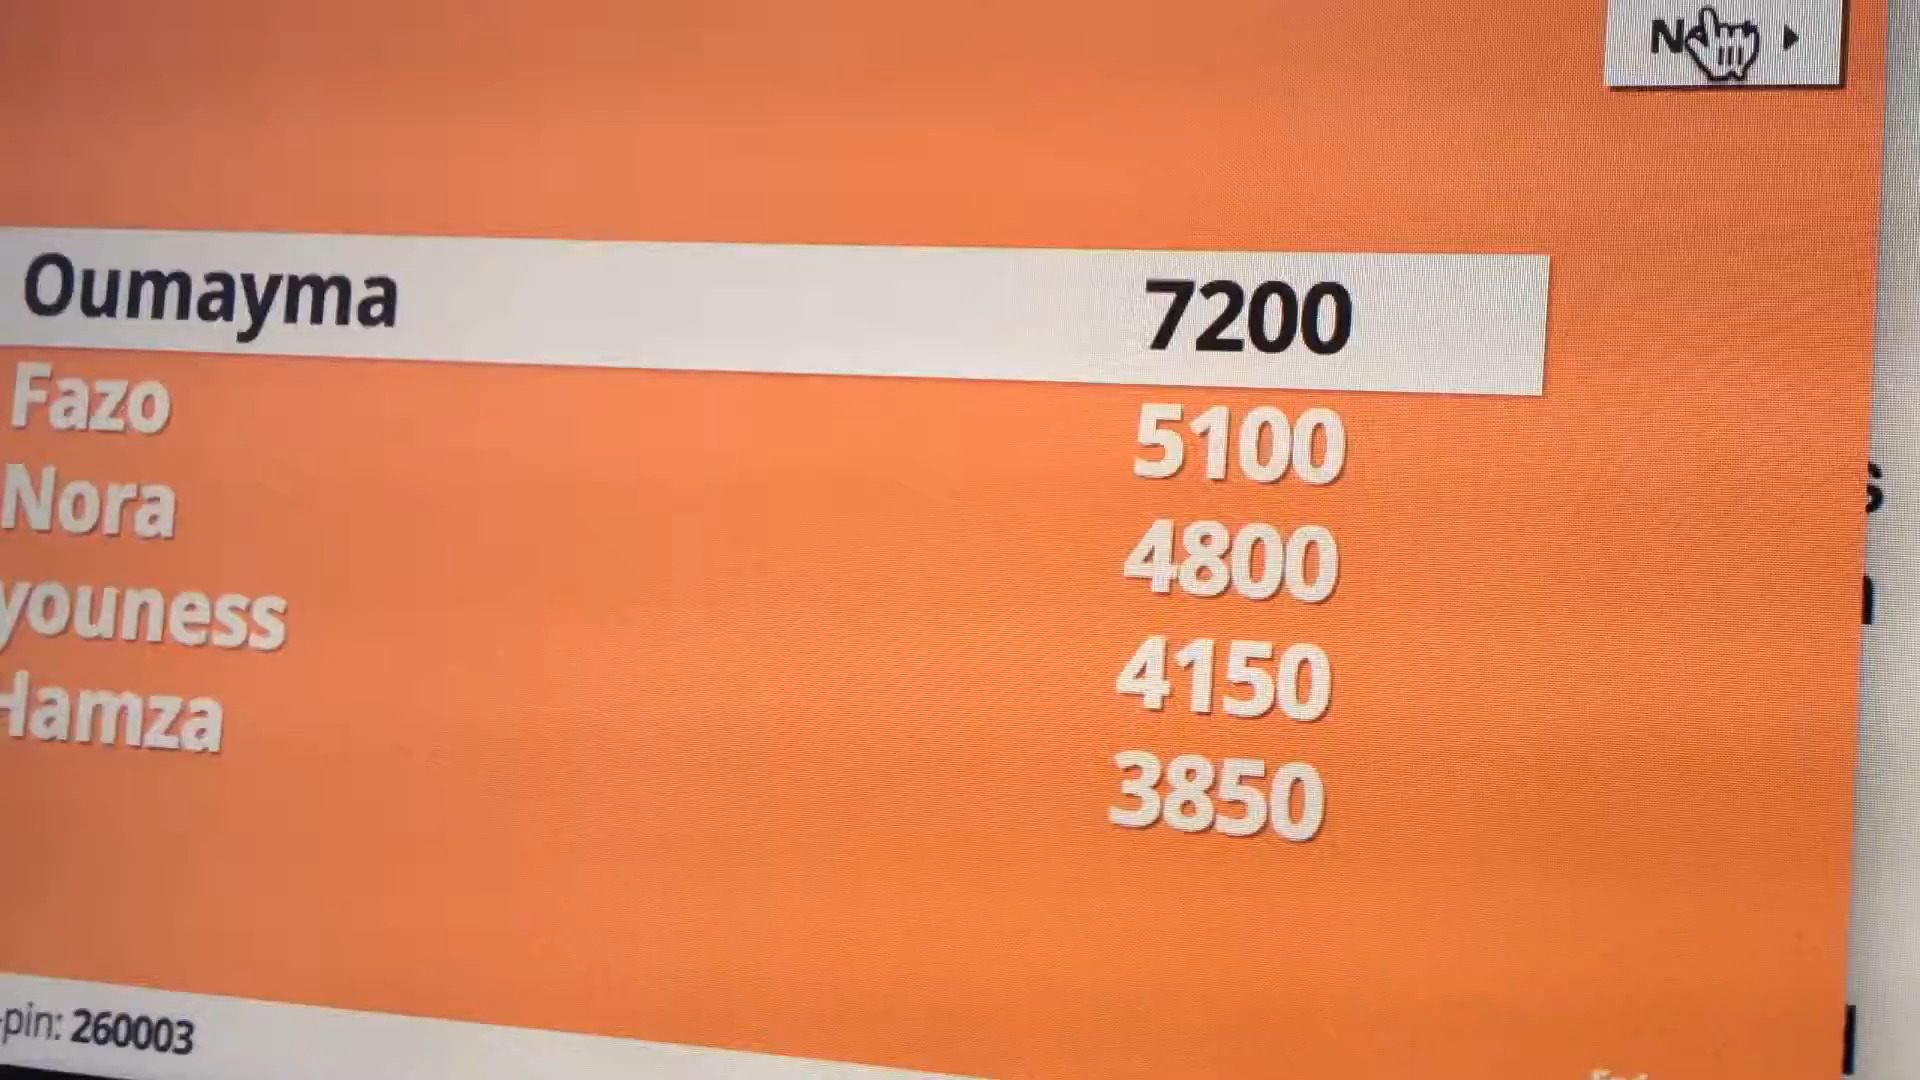 Oumayma 7200
Fazo 5100
Nora 4800
youness 4150
Hamza 3850
-pin: 260003